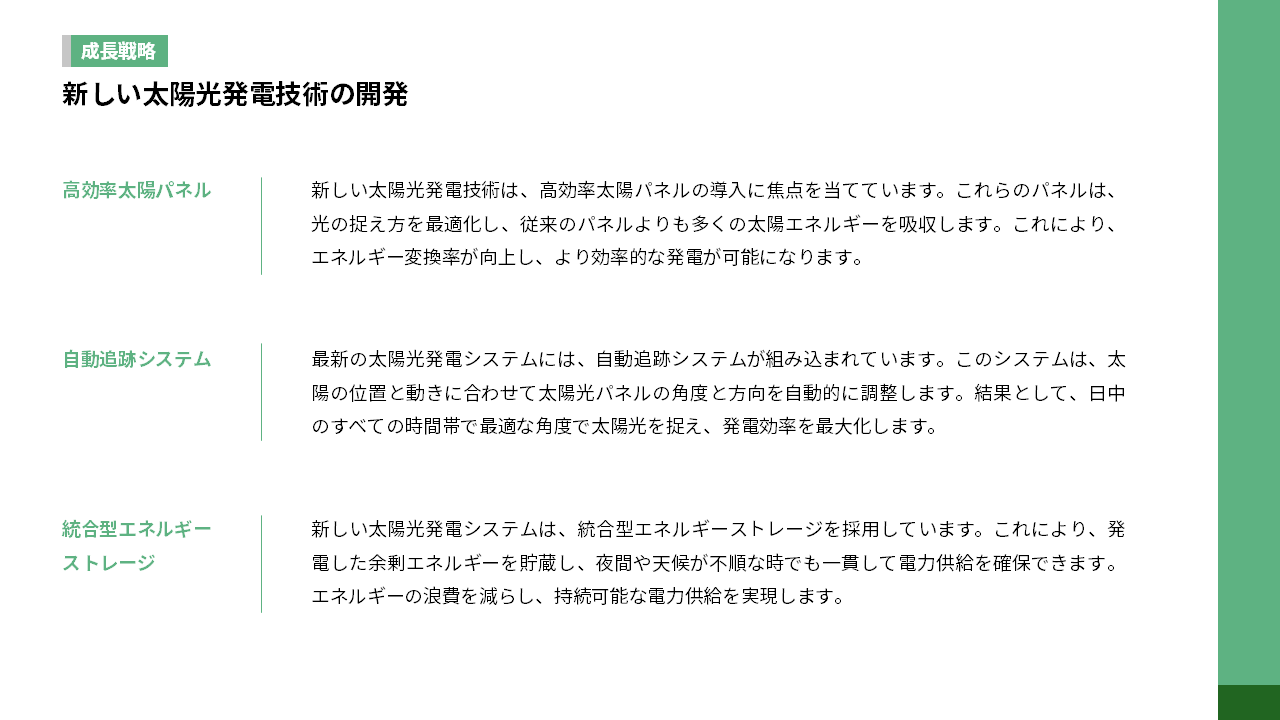 成長戦略
新しい太陽光発電技術の開発
高効率太陽パネル
新しい太陽光発電技術は、高効率太陽パネルの導入に焦点を当てています。これらのパネルは、
光の捉え方を最適化し、従来のパネルよりも多くの太陽エネルギーを吸収します。これにより、
エネルギー変換率が向上し、より効率的な発電が可能になります。
自動追跡システム
最新の太陽光発電システムには、自動追跡システムが組み込まれています。このシステムは、太
陽の位置と動きに合わせて太陽光パネルの角度と方向を自動的に調整します。結果として、日中
のすべての時間帯で最適な角度で太陽光を捉え、発電効率を最大化します。
統合型エネルギー
ストレージ
新しい太陽光発電システムは、統合型エネルギーストレージを採用しています。これにより、発
電した余剰エネルギーを貯蔵し、夜間や天候が不順な時でも一貫して電力供給を確保できます。
エネルギーの浪費を減らし、持続可能な電力供給を実現します。